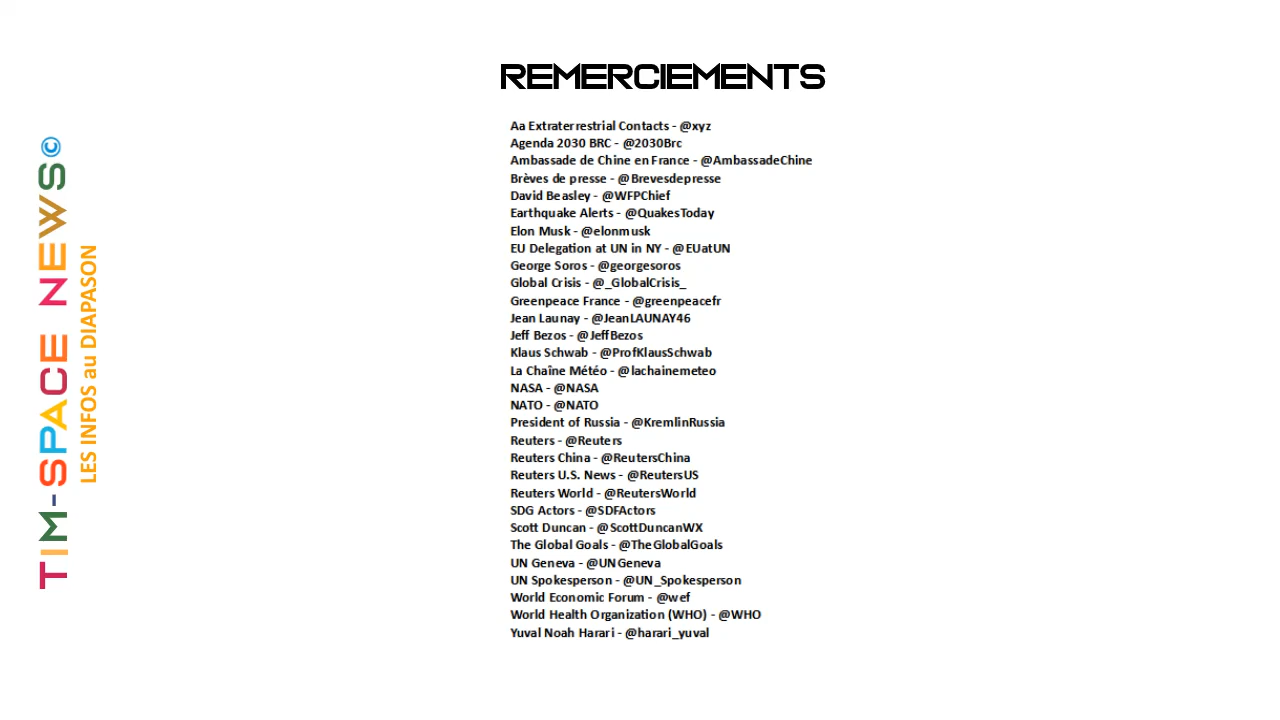 REMERCIEMENTS
Aa Extraterrestrial Contacts - @xyz
Agenda 2030 BRC - @2030Brc
Ambassade de Chine en France - @AmbassadeChine
Brèves de presse - @Brevesdepresse
David Beasley - @WFPChief
Earthquake Alerts - @QuakesToday
Elon Musk - @elonmusk
EU Delegation at UN in NY - @EUatUN
George Soros - @georgesoros
Global Crisis - @_GlobalCrisis_
Greenpeace France - @greenpeacefr
Jean Launay - @JeanLAUNAY46
Jeff Bezos - @JeffBezos
Klaus Schwab - @ProfKlausSchwab
La Chaîne Météo - @lachainemeteo
NASA - @NASA
NATO - @NATO
President of Russia - @KremlinRussia
Reuters - @Reuters
Reuters China - @ReutersChina
Reuters U.S. News - @ReutersUS
Reuters World - @ReutersWorld
SDG Actors - @SDFActors
Scott Duncan - @ScottDuncanWX
The Global Goals - @TheGlobalGoals
UN Geneva - @UNGeneva
UN Spokesperson - @UN_Spokesperson
World Economic Forum - @wef
World Health Organization (WHO) - @WHO
Yuval Noah Harari - @harari_yuval
TIM-SPACE NEWS©
LES INFOS au DIAPASON